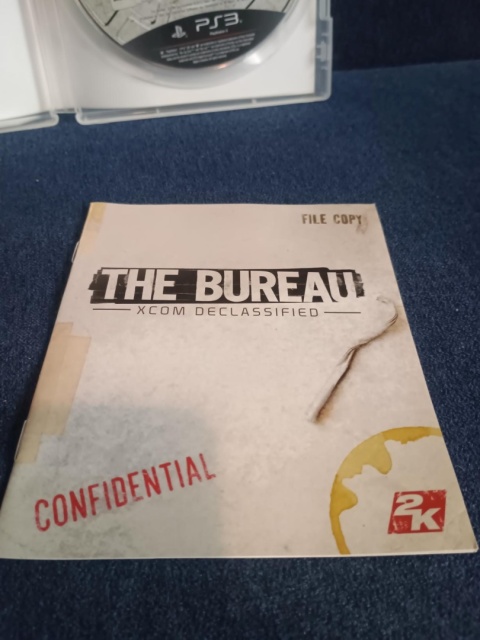 PS3
FILE COPY
THE BUREAU
XCOM DECLASSIFIED
CONFIDENTIAL
2K